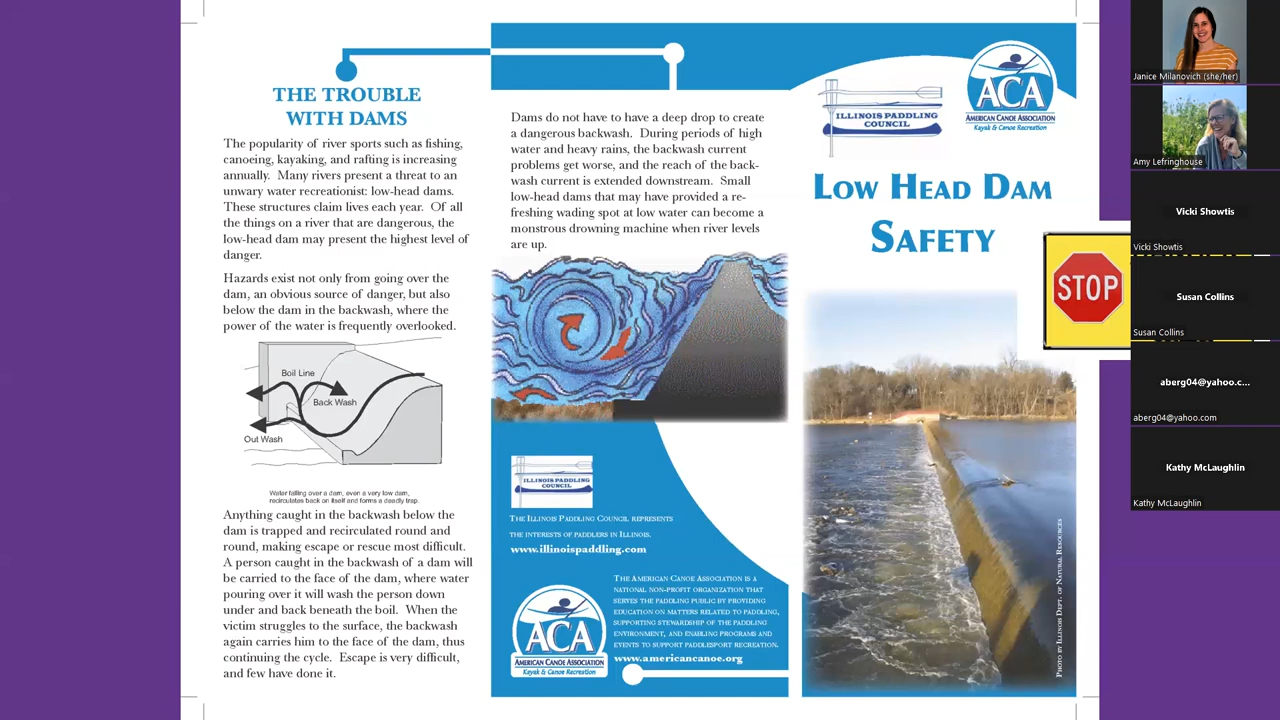 THE TROUBLE
WITH DAMS
The popularity of river sports such as fishing,
canoeing, kayaking, and rafting is increasing
annually. Many rivers present a threat to an
unwary water recreationist: low-head dams.
These structures claim lives each year. Of all
the things on a river that are dangerous, the
low-head dam may present the highest level of
danger.
Hazards exist not only from going over the
dam, an obvious source of danger, but also
below the dam in the backwash, where the
power of the water is frequently overlooked.
Boil Line
Back Wash
Out Wash
Water falling over a dam, even a very low dam,
recirculates back on itself and forms a deadly trap.
Anything caught in the backwash below the
dam is trapped and recirculated round and
round, making escape or rescue most difficult.
A person caught in the backwash of a dam will
be carried to the face of the dam, where water
pouring over it will wash the person down
under and back beneath the boil. When the
victim struggles to the surface, the backwash
again carries him to the face of the dam, thus
continuing the cycle. Escape is very difficult,
and few have done it.
Dams do not have to have a deep drop to create
a dangerous backwash. During periods of high
water and heavy rains, the backwash current
problems get worse, and the reach of the back-
wash current is extended downstream. Small
low-head dams that may have provided a re-
freshing wading spot at low water can become a
monstrous drowning machine when river levels
are up.
ILLINOIS PADDLING
COUNCIL
THE ILLINOIS PADDLING COUNCIL REPRESENTS
THE INTERESTS OF PADDLERS IN ILLINOIS.
www.illinoispaddling.com
ACA
AMERICAN CANOE ASSOCIATION
Kayak & Canoe Recreation
THE AMERICAN CANOE ASSOCIATION IS A
NATIONAL NON-PROFIT ORGANIZATION THAT
SERVES THE PADDLING PUBLIC BY PROVIDING
EDUCATION ON MATTERS RELATED TO PADDLING,
SUPPORTING STEWARDSHIP OF THE PADDLING
ENVIRONMENT, AND ENABLING PROGRAMS AND
EVENTS TO SUPPORT PADDLESPORT RECREATION.
www.americancanoe.org
ILLINOIS PADDLING
COUNCIL
ACA
AMERICAN CANOE ASSOCIATION
Kayak & Canoe Recreation
LOW HEAD DAM
SAFETY
STOP
PHOTO BY ILLINOIS DEPT. OF NATURAL RESOURCES
Janice Milanovich (she/her)
Amy Lefringhouse
Vicki Showtis
Vicki Showtis
Susan Collins
Susan Collins
aberg04@yahoo.c...
aberg04@yahoo.com
Kathy McLaughlin
Kathy McLaughlin